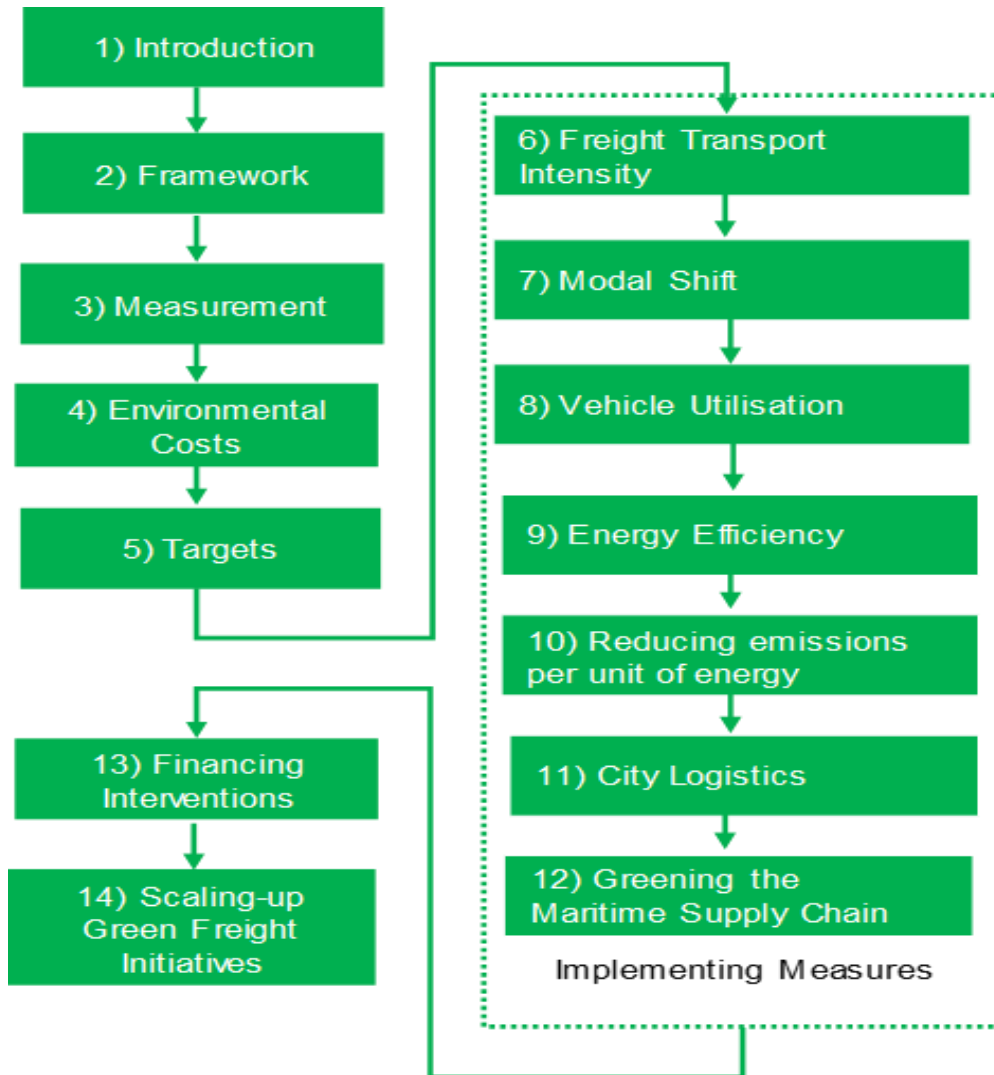 1) Introduction
2) Framework
3) Measurement
4) Environmental
Costs
5) Targets
6) Freight Transport
Intensity
7) Modal Shift
8) Vehicle Utilisation
9) Energy Efficiency
10) Reducing emissions
per unit of energy
11) City Logistics
12) Greening the
Maritime Supply Chain
Implementing Measures
13) Financing
Interventions
14) Scaling-up
Green Freight
Initiatives